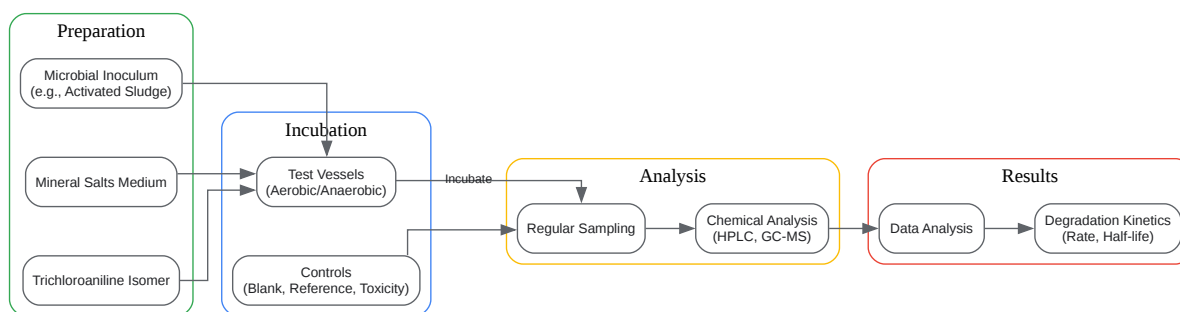 Preparation
Microbial Inoculum
(e.g., Activated Sludge)
Mineral Salts Medium
Trichloroaniline Isomer
Incubation
Test Vessels
(Aerobic/Anaerobic)
Controls
(Blank, Reference, Toxicity)
Incubate
Analysis
Regular Sampling
Chemical Analysis
(HPLC, GC-MS)
Results
Data Analysis
Degradation Kinetics
(Rate, Half-life)